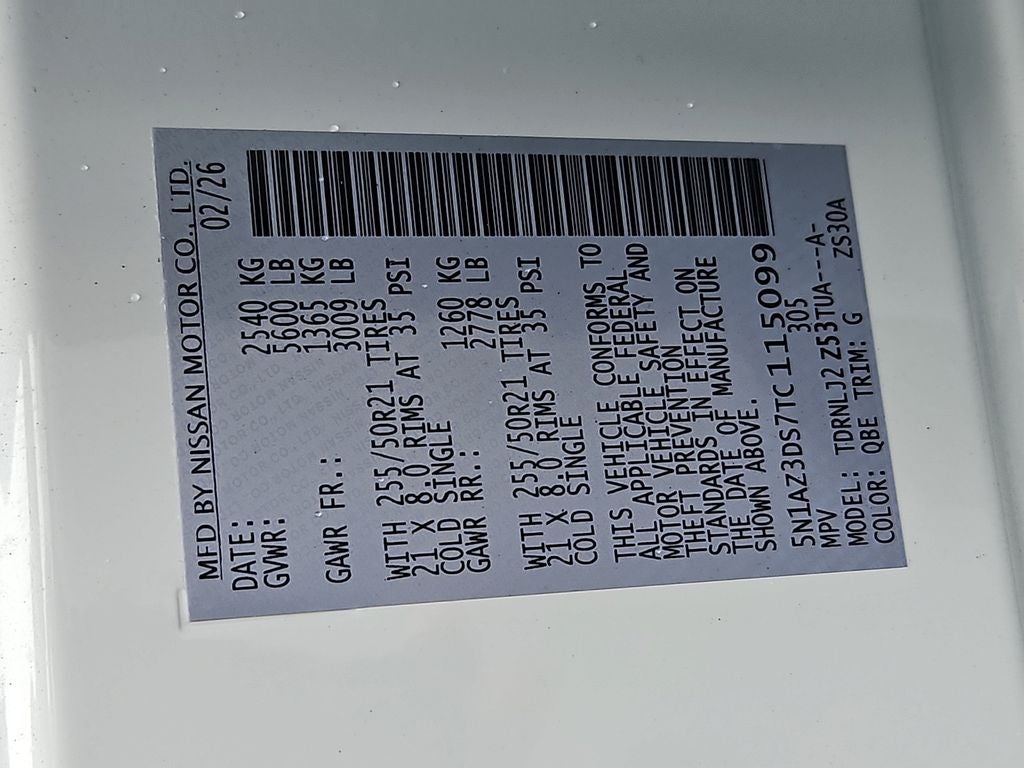 MFD BY NISSAN MOTOR CO., LTD.
DATE: 02/26
GVWR: 2540 KG
5600 LB
GAWR FR.: 1365 KG
3009 LB
WITH 255/50R21 TIRES
21 X 8.0 RIMS AT 35 PSI
COLD SINGLE
GAWR RR.: 1260 KG
2778 LB
WITH 255/50R21 TIRES
21 X 8.0 RIMS AT 35 PSI
COLD SINGLE
THIS VEHICLE CONFORMS TO
ALL APPLICABLE FEDERAL
MOTOR VEHICLE SAFETY AND
THEFT PREVENTION
STANDARDS IN EFFECT ON
THE DATE OF MANUFACTURE
SHOWN ABOVE.
5N1AZ3DS7TC115099
MPV 305
MODEL: TDRNLJ2 Z53TUA---A-
COLOR: QBE TRIM: G ZS30A